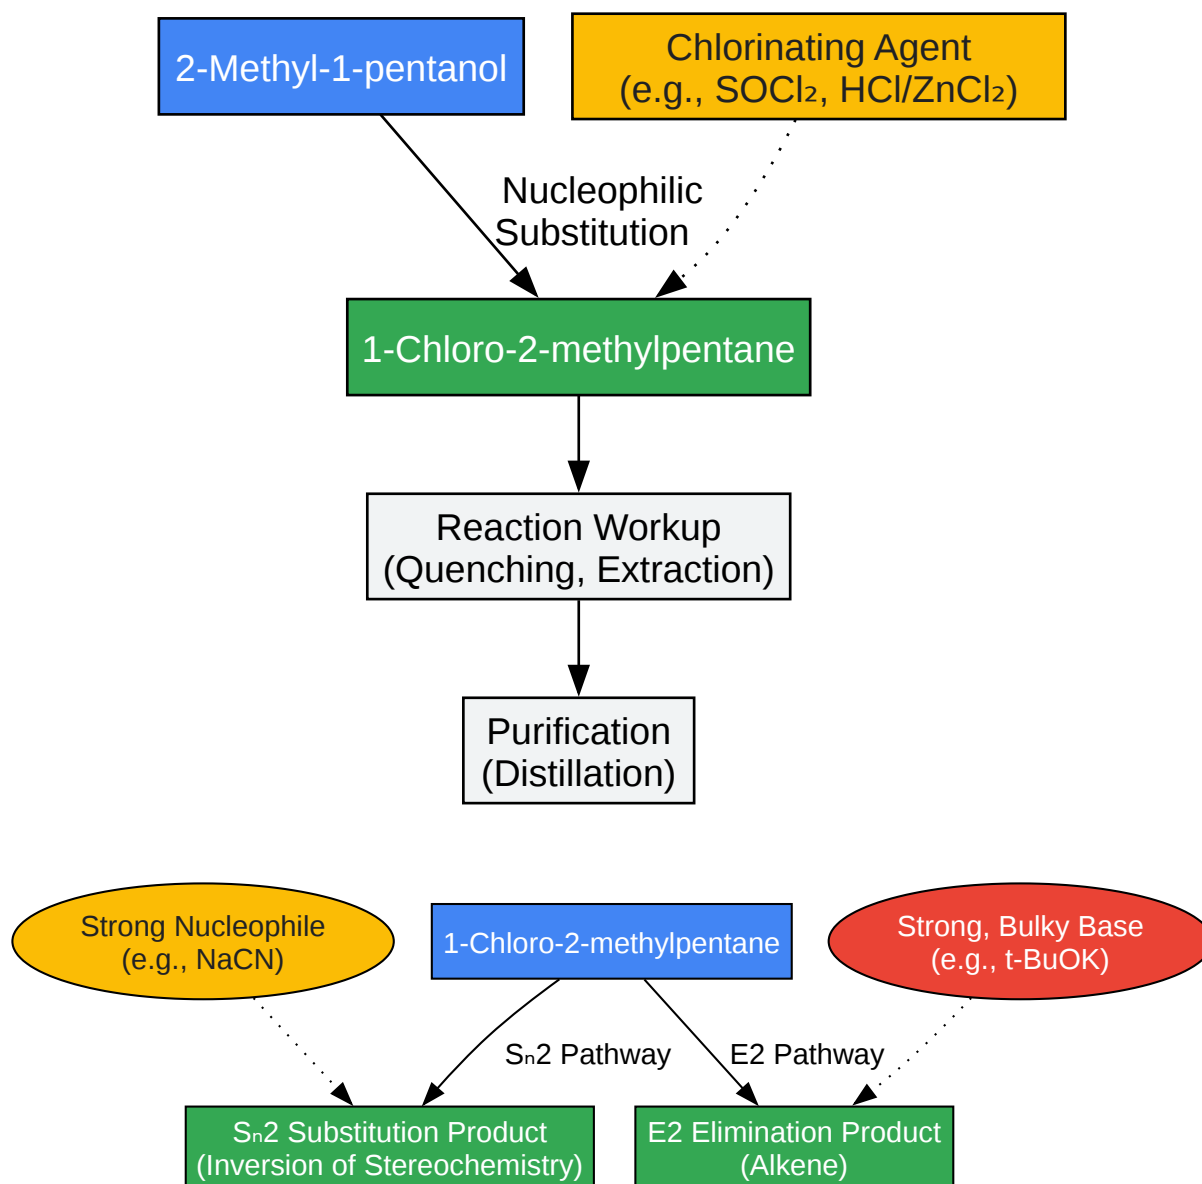 2-Methyl-1-pentanol
Chlorinating Agent
(e.g., SOCl₂, HCl/ZnCl₂)
Nucleophilic
Substitution
1-Chloro-2-methylpentane
Reaction Workup
(Quenching, Extraction)
Purification
(Distillation)
Strong Nucleophile
(e.g., NaCN)
1-Chloro-2-methylpentane
Strong, Bulky Base
(e.g., t-BuOK)
Sₙ2 Pathway
E2 Pathway
Sₙ2 Substitution Product
(Inversion of Stereochemistry)
E2 Elimination Product
(Alkene)